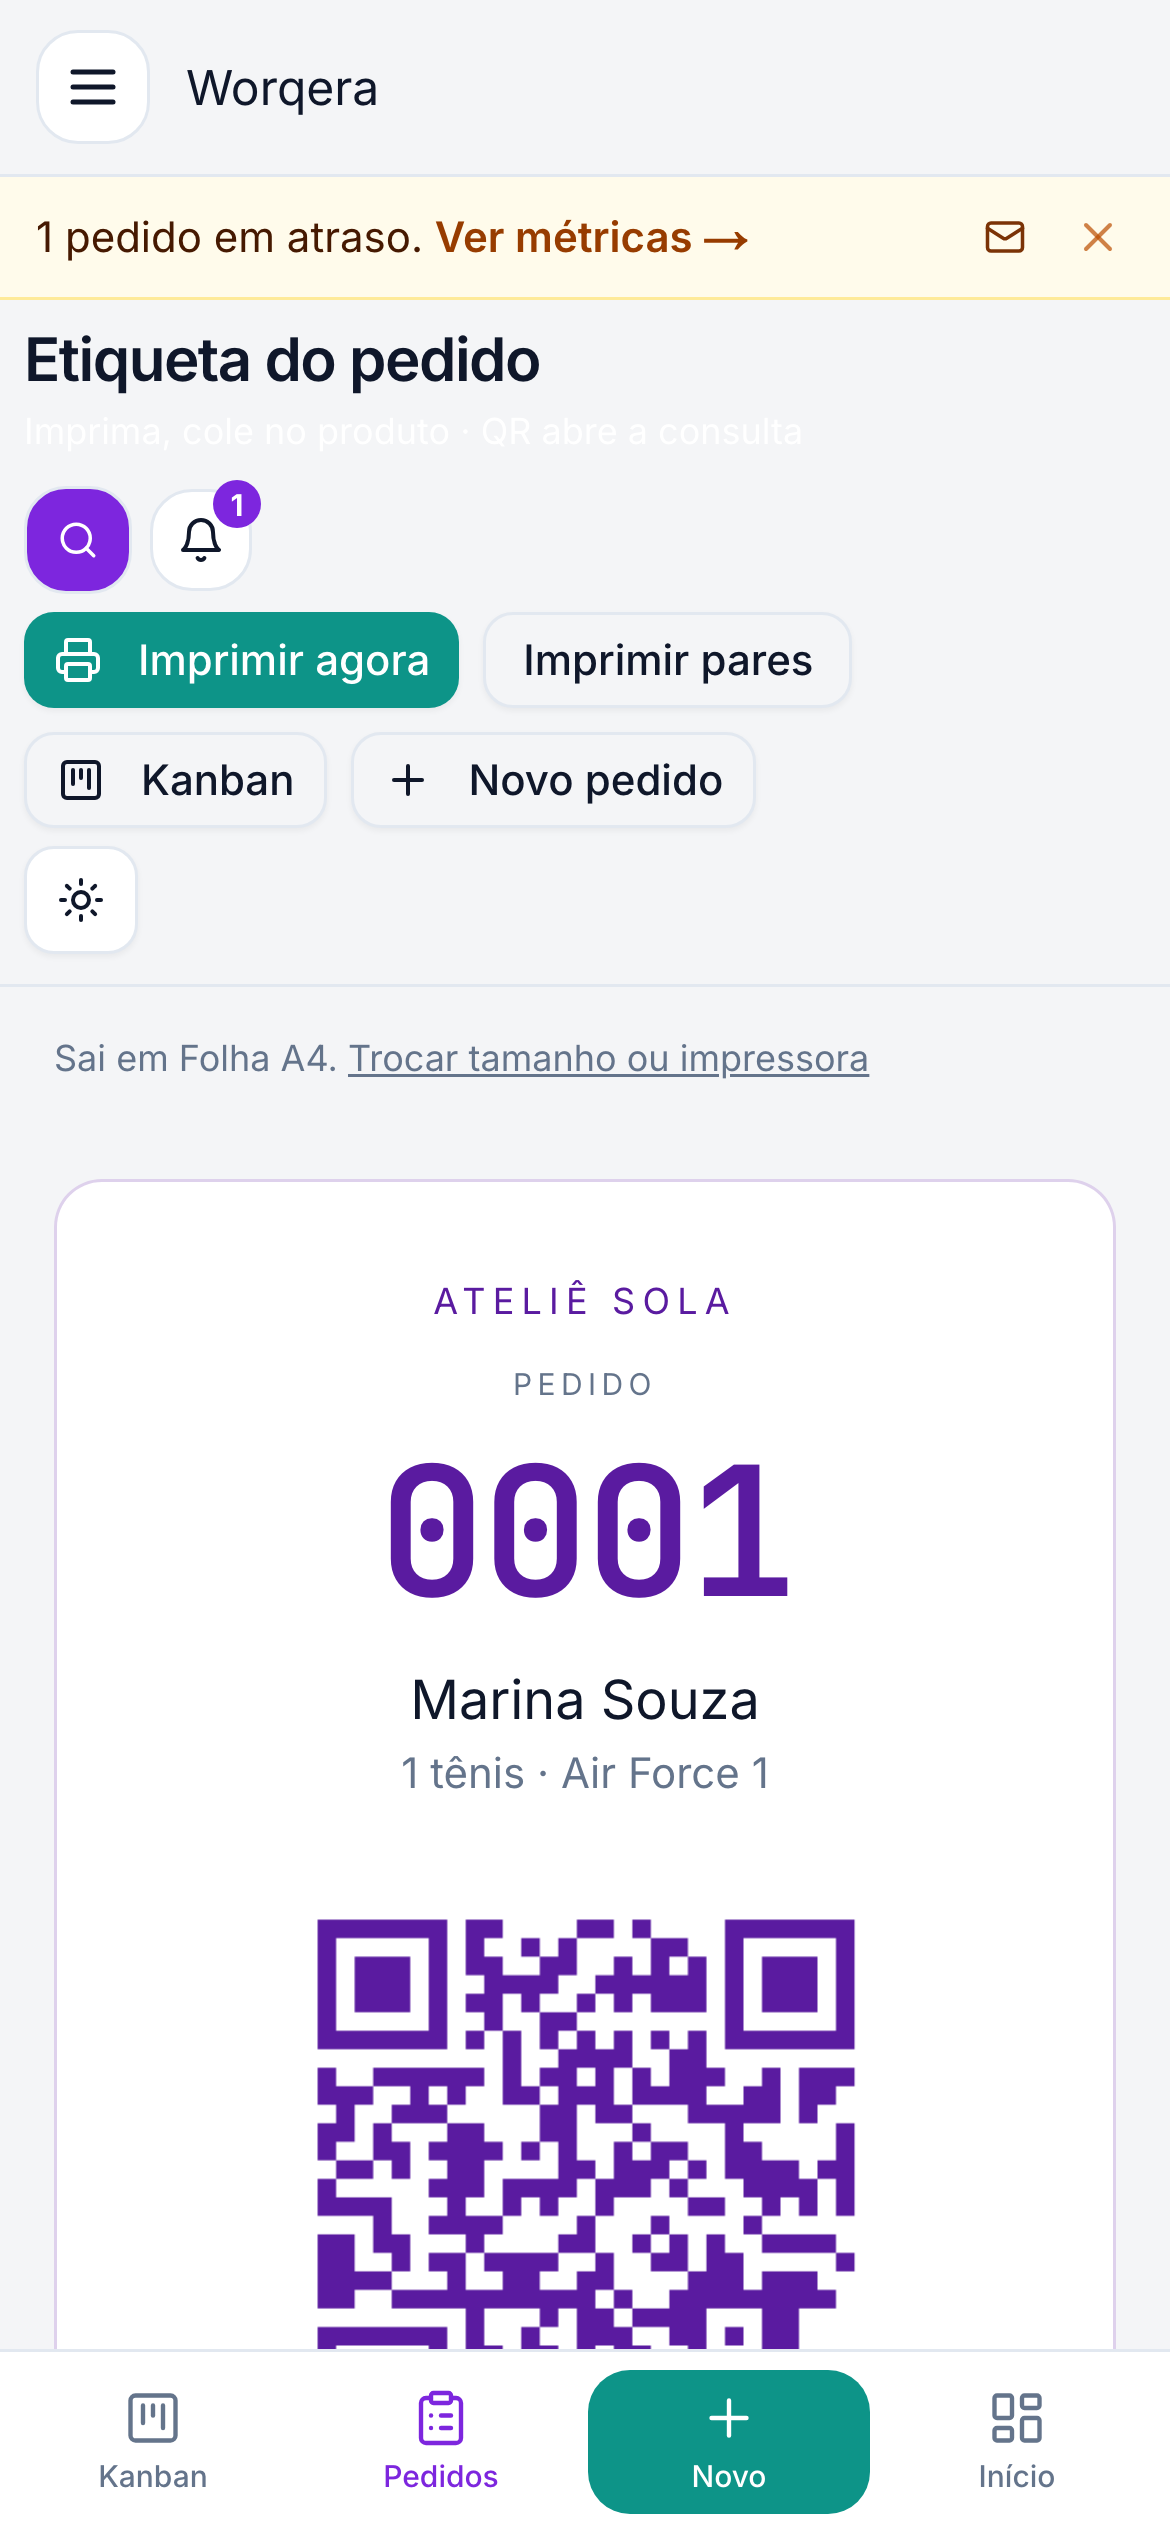 Worqera
1 pedido em atraso. Ver métricas →
Etiqueta do pedido
Imprima, cole no produto · QR abre a consulta
1
Imprimir agora
Imprimir pares
Kanban
Novo pedido
Sai em Folha A4. Trocar tamanho ou impressora
ATELIÊ SOLA
PEDIDO
0001
Marina Souza
1 tênis · Air Force 1
Kanban
Pedidos
Novo
Início